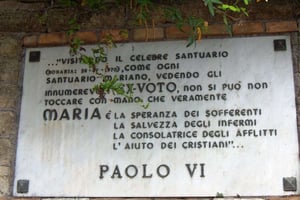 ..."VISITANDO IL CELEBRE SANTUARIO
COME OGNI
SANTUARIO MARIANO, VEDENDO GLI
INNUMEREVOLI EX-VOTO, NON SI PUÒ NON
TOCCARE CON MANO CHE VERAMENTE
MARIA È LA SPERANZA DEI SOFFERENTI
LA SALVEZZA DEGLI INFERMI
LA CONSOLATRICE DEGLI AFFLITTI
L'AIUTO DEI CRISTIANI"...
PAOLO VI